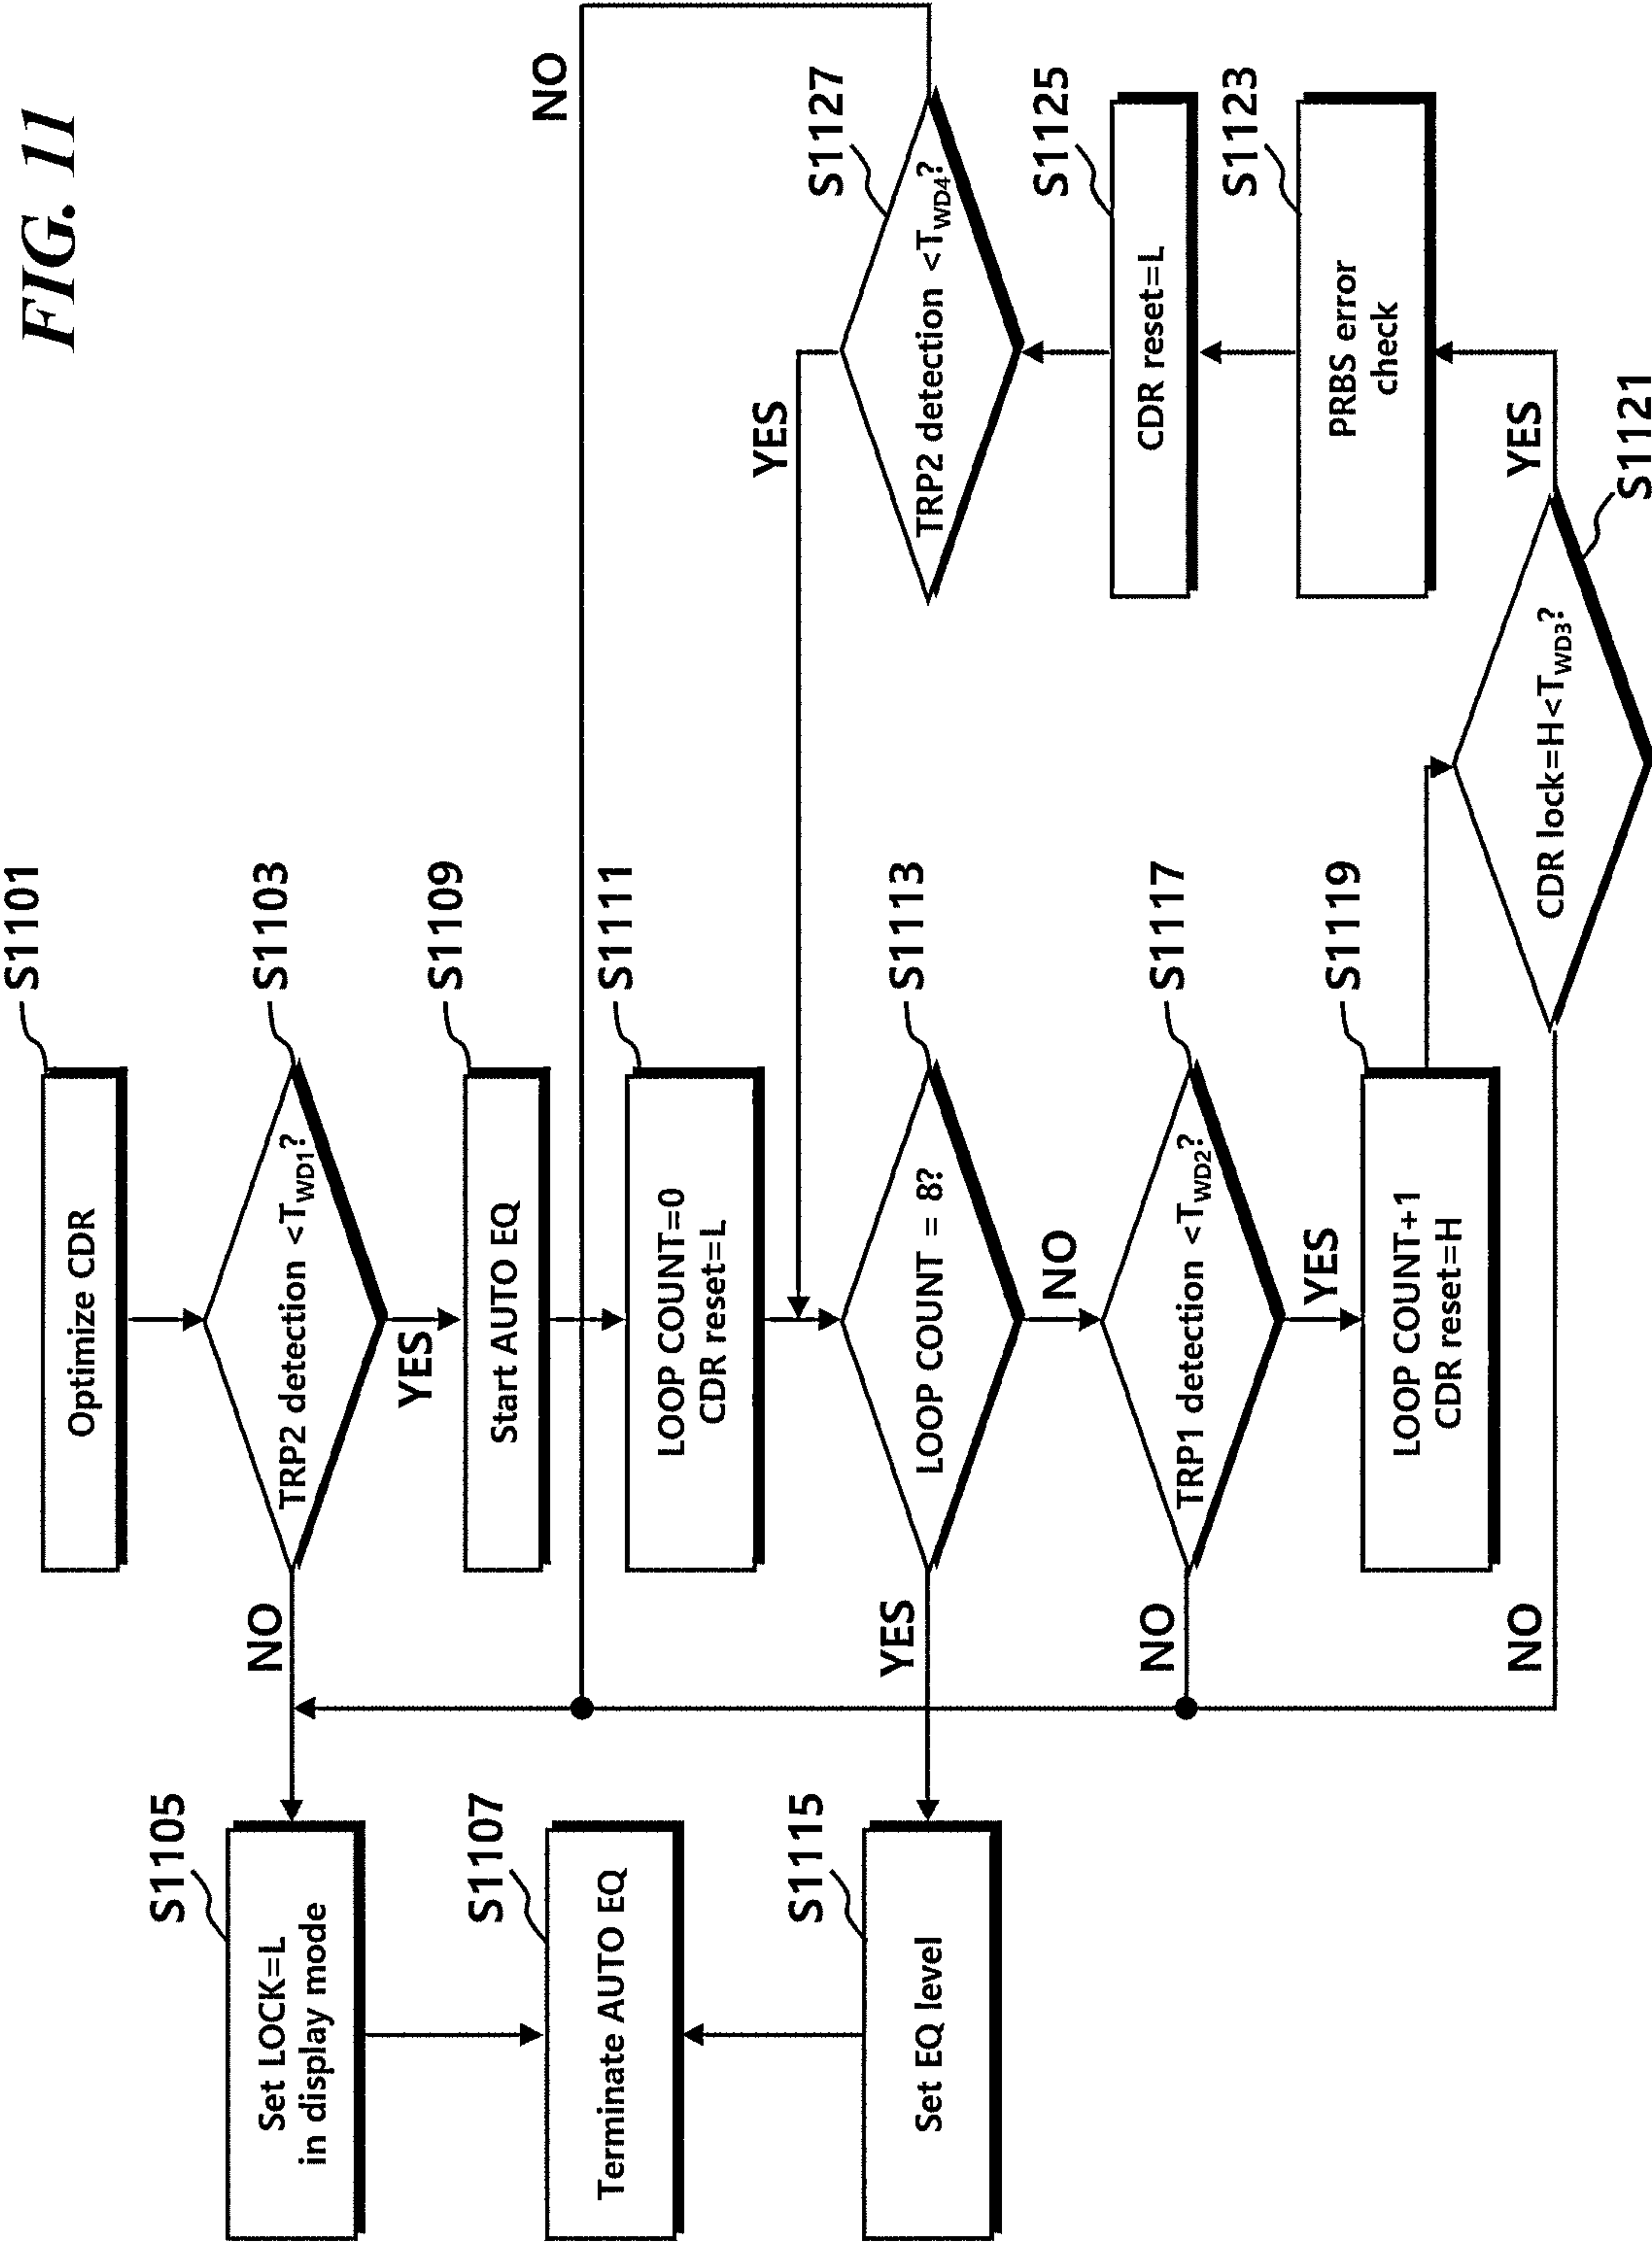 FIG. 11
S1101
Optimize CDR
S1103
TRP2 detection <TWD1?
NO
YES
S1105
Set LOCK=L
in display mode
S1107
Terminate AUTO EQ
S1109
Start AUTO EQ
S1111
LOOP COUNT=0
CDR reset=L
S1113
LOOP COUNT = 8?
YES
NO
S1115
Set EQ level
S1117
TRP1 detection <TWD2?
NO
YES
S1119
LOOP COUNT+1
CDR reset=H
S1121
CDR lock=H<TWD3?
NO
YES
S1123
PRBS error
check
S1125
CDR reset=L
S1127
TRP2 detection <TWD4?
YES
NO